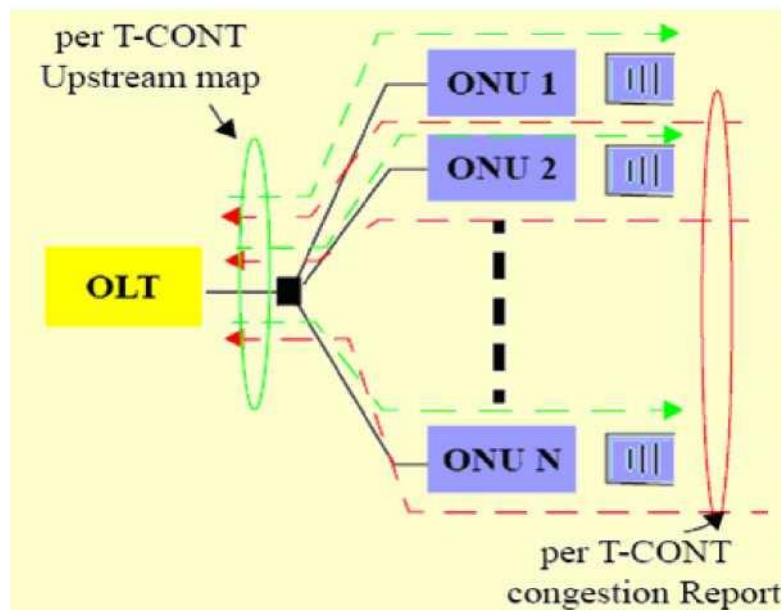 per T-CONT
Upstream map
ONU 1
ONU 2
OLT
ONU N
per T-CONT
congestion Report